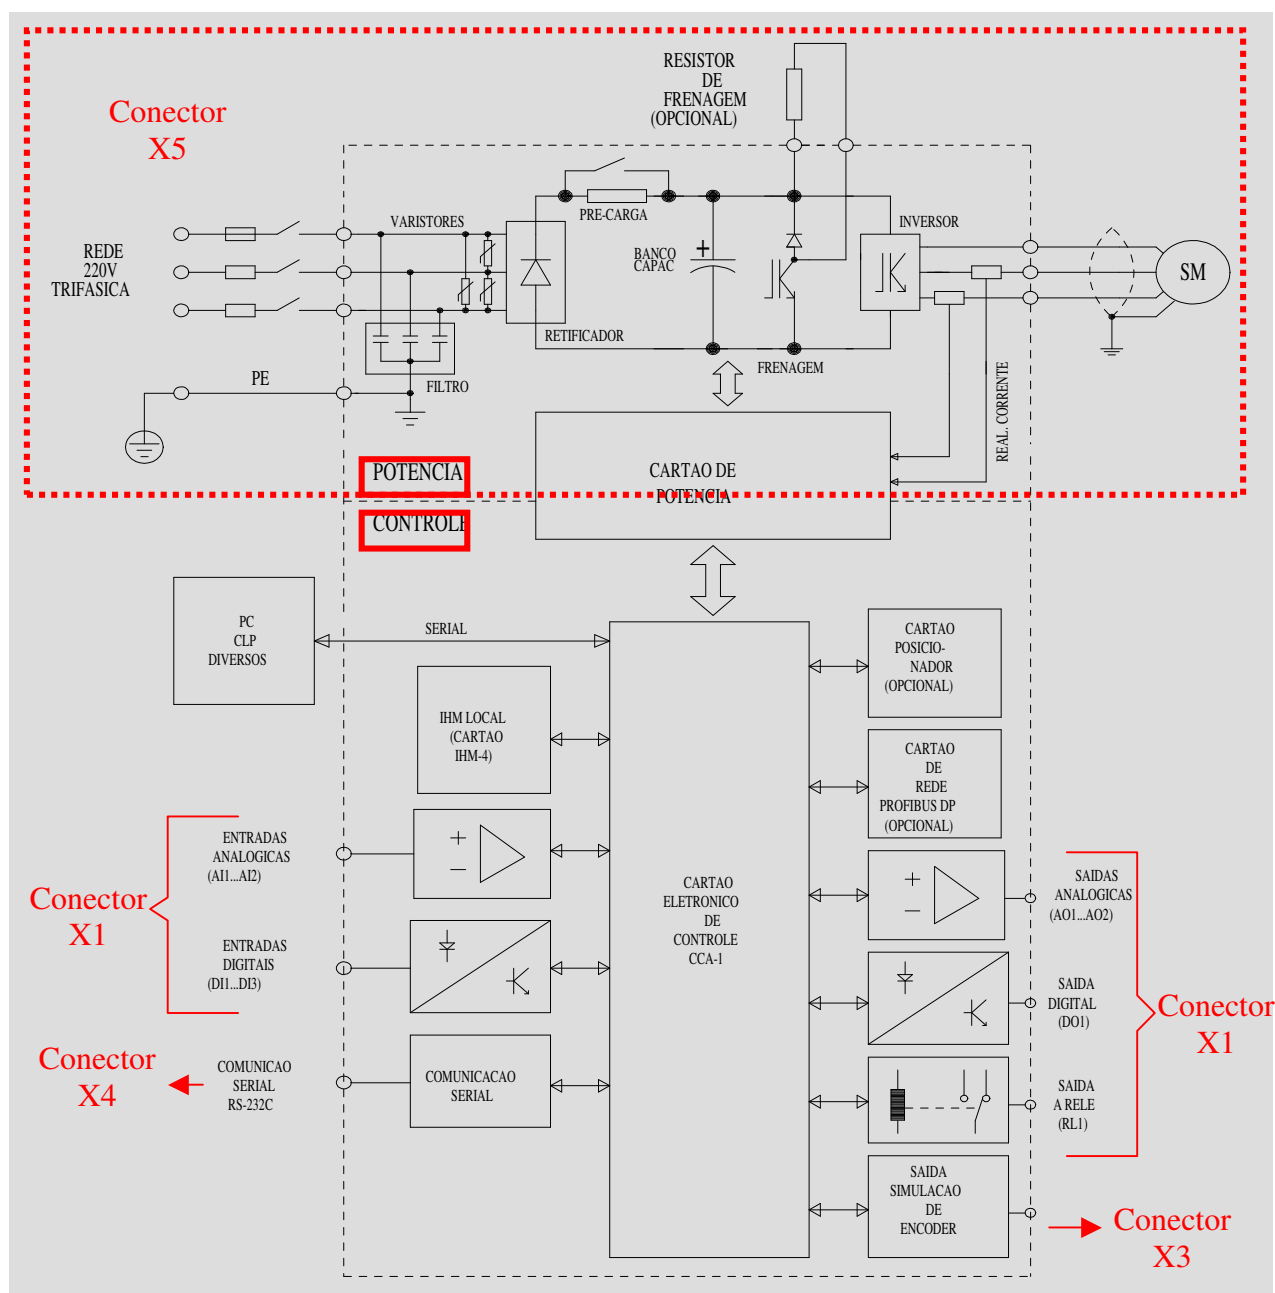 Conector
X5
RESISTOR
DE
FRENAGEM
(OPCIONAL)
VARISTORES
PRE-CARGA
INVERSOR
REDE
220V
TRIFASICA
BANCO
CAPAC
+
SM
RETIFICADOR
FRENAGEM
PE
FILTRO
REAL. CORRENTE
POTENCIA
CARTAO DE
POTENCIA
CONTROLE
PC
CLP
DIVERSOS
SERIAL
CARTAO
POSICIO-
NADOR
(OPCIONAL)
IHM LOCAL
(CARTAO
IHM-4)
CARTAO
DE
REDE
PROFIBUS DP
(OPCIONAL)
Conector
X1
ENTRADAS
ANALOGICAS
(AI1...AI2)
+
−
ENTRADAS
DIGITAIS
(DI1...DI3)
CARTAO
ELETRONICO
DE
CONTROLE
CCA-1
+
−
SAIDAS
ANALOGICAS
(AO1...AO2)
SAIDA
DIGITAL
(DO1)
Conector
X1
Conector
X4
COMUNICAO
SERIAL
RS-232C
COMUNICACAO
SERIAL
SAIDA
A RELE
(RL1)
SAIDA
SIMULACAO
DE
ENCODER
Conector
X3